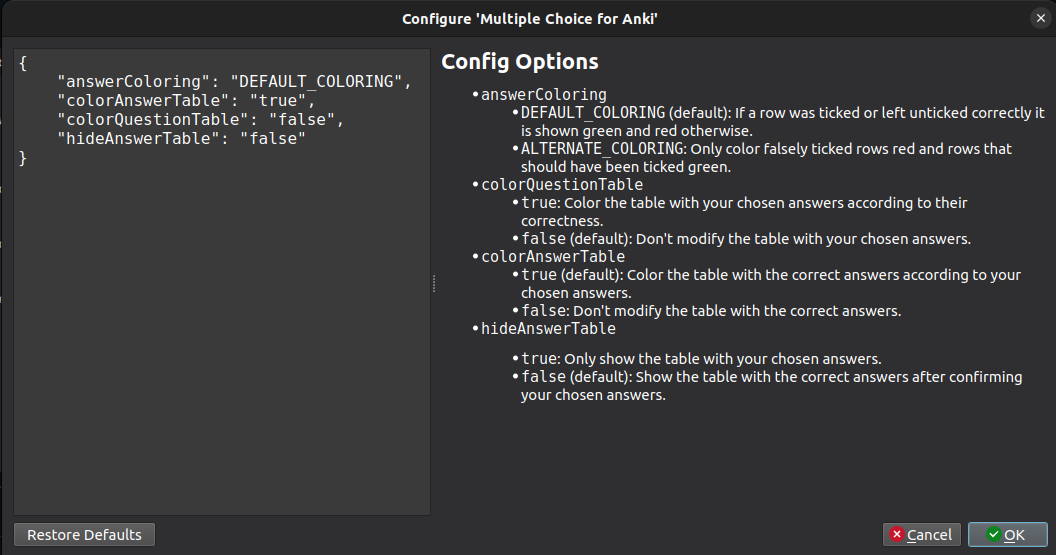 Configure 'Multiple Choice for Anki'
{
    "answerColoring": "DEFAULT_COLORING",
    "colorAnswerTable": "true",
    "colorQuestionTable": "false",
    "hideAnswerTable": "false"
}
Config Options
• answerColoring
• DEFAULT_COLORING (default): If a row was ticked or left unticked correctly it
is shown green and red otherwise.
• ALTERNATE_COLORING: Only color falsely ticked rows red and rows that
should have been ticked green.
• colorQuestionTable
• true: Color the table with your chosen answers according to their
correctness.
• false (default): Don't modify the table with your chosen answers.
• colorAnswerTable
• true (default): Color the table with the correct answers according to your
chosen answers.
• false: Don't modify the table with the correct answers.
• hideAnswerTable
• true: Only show the table with your chosen answers.
• false (default): Show the table with the correct answers after confirming
your chosen answers.
Restore Defaults
Cancel
OK